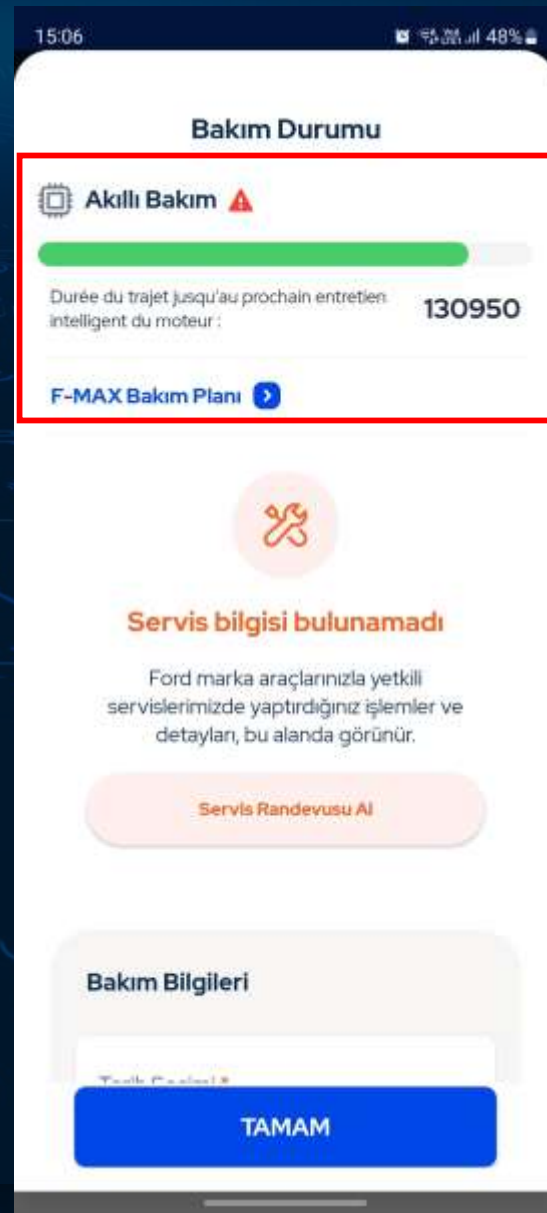 15:06
48%
Bakım Durumu
Akıllı Bakım
Durée du trajet jusqu'au prochain entretien
intelligent du moteur :
130950
F-MAX Bakım Planı
Servis bilgisi bulunamadı
Ford marka araçlarınızla yetkili
servislerimizde yaptırdığınız işlemler ve
detayları, bu alanda görünür.
Servis Randevusu Al
Bakım Bilgileri
TAMAM